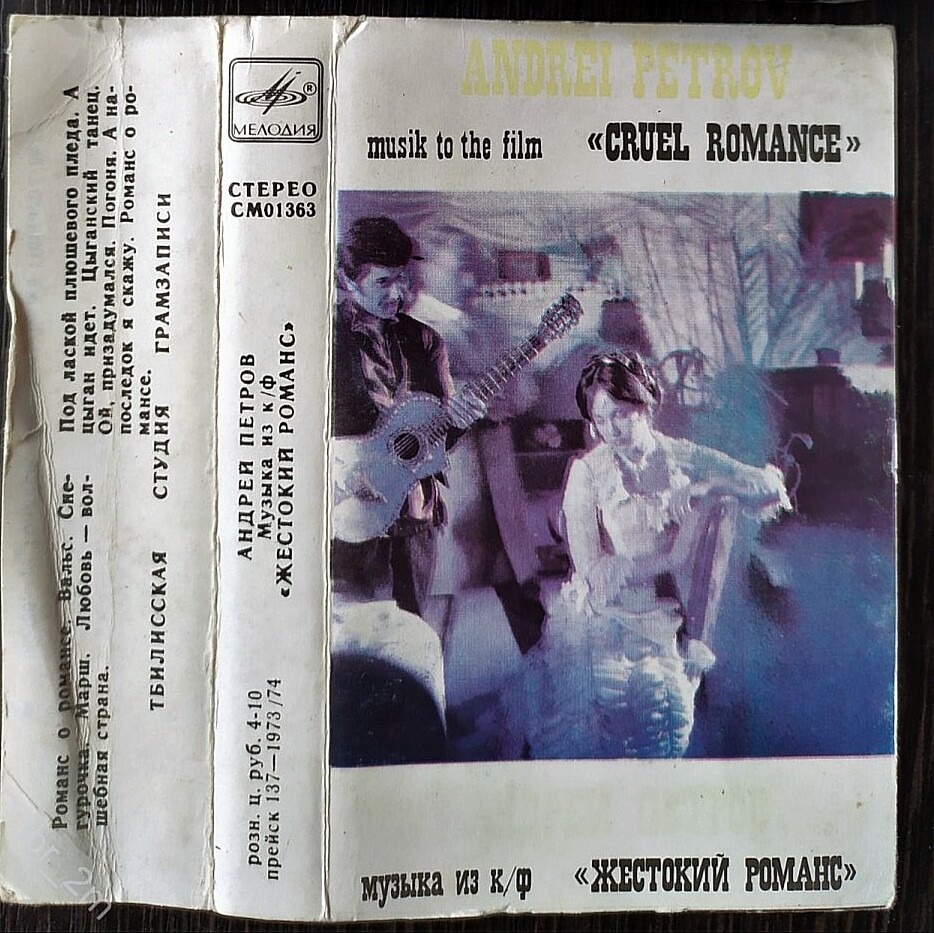 ANDREI PETROV
musik to the film «CRUEL ROMANCE»
музыка из к/ф «ЖЕСТОКИЙ РОМАНС»
МЕЛОДИЯ
®
СТЕРЕО
СМ01363
АНДРЕЙ ПЕТРОВ
Музыка из к/ф
«ЖЕСТОКИЙ РОМАНС»
розн. ц. руб. 4-10
прейск 137—1973/74
Романс о романсе. Вальс. Сне-
гурочка. Марш. Любовь — вол-
шебная страна.
Под лаской плюшевого пледа. А
цыган идет. Цыганский танец.
Ой, призадумался. Погоня. А на-
последок я скажу. Романс о ро-
мансе.
ТБИЛИССКАЯ СТУДИЯ ГРАМЗАПИСИ